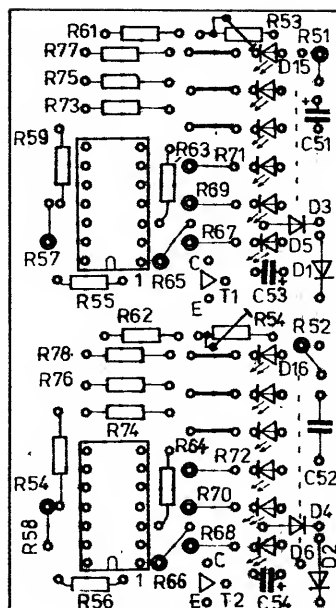 R61 R53 R51
R77
D15
R75
R73 C51
R59
R63 R71
R69
D3
R57 R67
D5
R65 C D1
R55 1 T1 C53
E
R62 R54 R52
R78
D16
R76
R74
R64 C52
R72
R54
R70
D4
R58 R68
D6
C D2
R56 1 R66 T2 C54
E